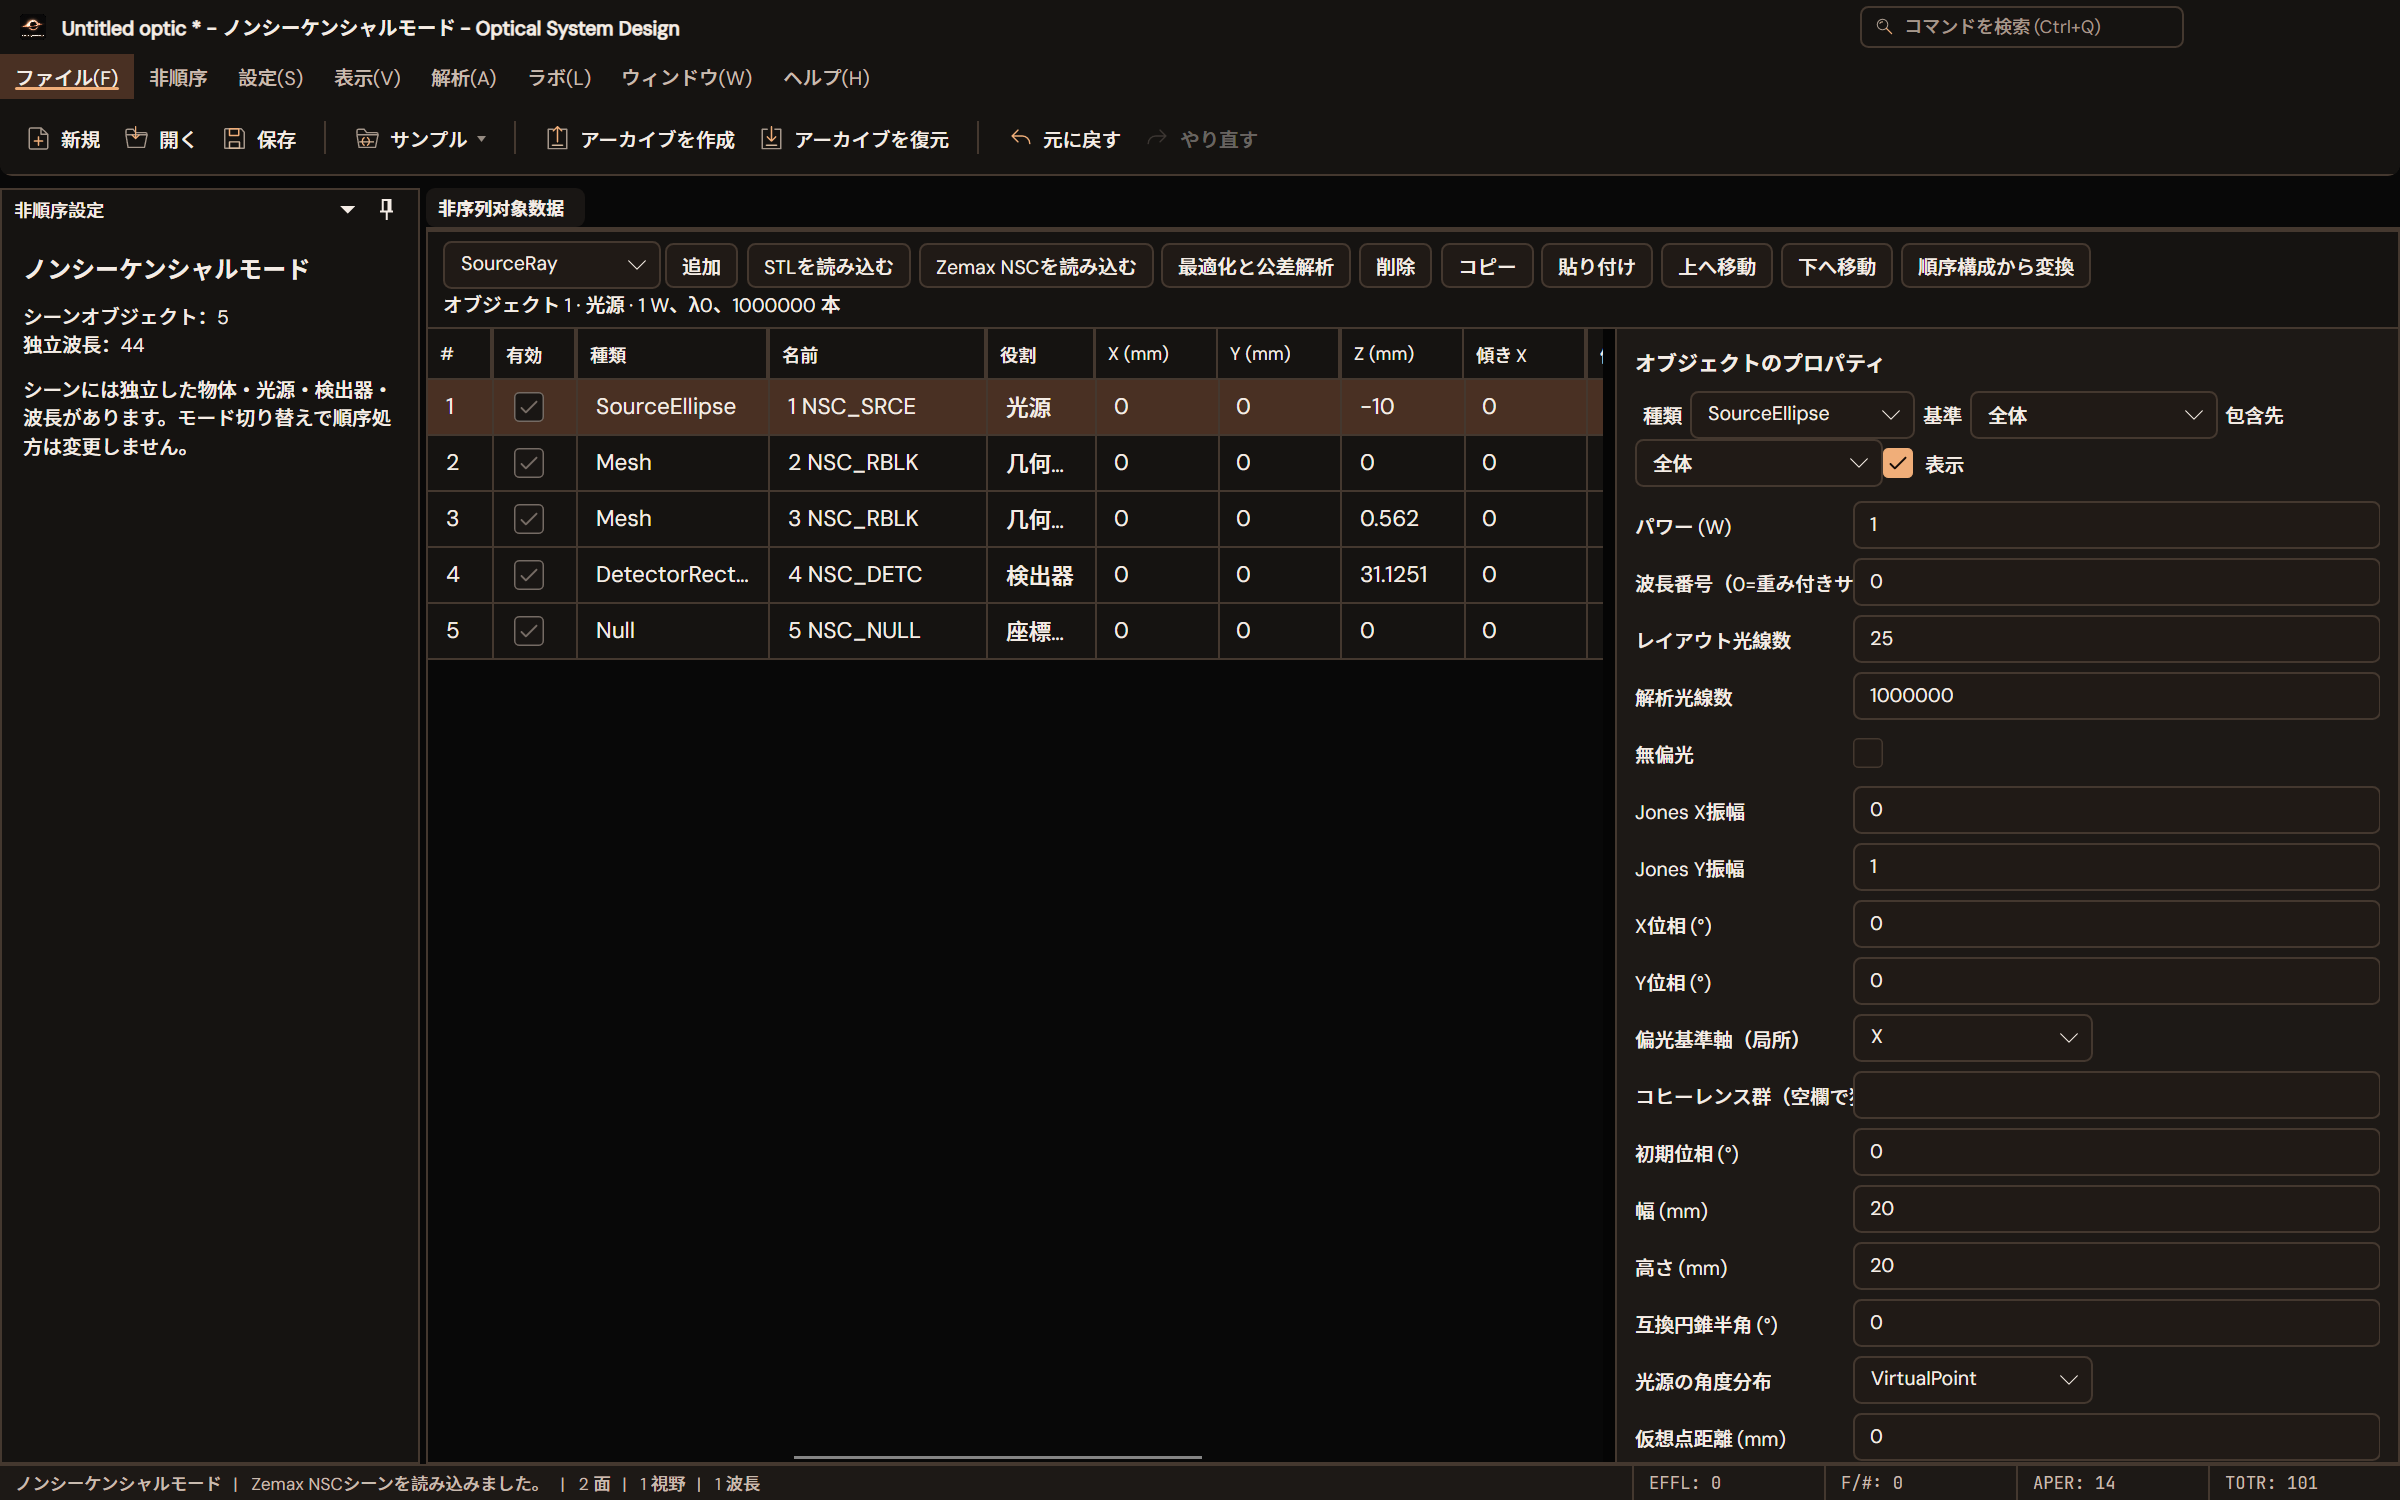 Untitled optic * – ノンシーケンシャルモード – Optical System Design
コマンドを検索 (Ctrl+Q)
ファイル(F) 非順序 設定(S) 表示(V) 解析(A) ラボ(L) ウィンドウ(W) ヘルプ(H)
新規 開く 保存 サンプル アーカイブを作成 アーカイブを復元 元に戻す やり直す
非順序設定
ノンシーケンシャルモード
シーンオブジェクト： 5
独立波長： 44
シーンには独立した物体・光源・検出器・
波長があります。モード切り替えで順序処
方は変更しません。
非序列对象数据
SourceRay 追加 STLを読み込む Zemax NSCを読み込む 最適化と公差解析 削除 コピー 貼り付け 上へ移動 下へ移動 順序構成から変換
オブジェクト 1 · 光源 · 1 W、λ0、1000000 本
# 有効 種類 名前 役割 X (mm) Y (mm) Z (mm) 傾き X
1 SourceEllipse 1 NSC_SRCE 光源 0 0 -10 0
2 Mesh 2 NSC_RBLK 几何... 0 0 0 0
3 Mesh 3 NSC_RBLK 几何... 0 0 0.562 0
4 DetectorRect... 4 NSC_DETC 検出器 0 0 31.1251 0
5 Null 5 NSC_NULL 座標... 0 0 0 0
オブジェクトのプロパティ
種類 SourceEllipse 基準 全体 包含先
全体 表示
パワー (W) 1
波長番号（0=重み付きサ 0
レイアウト光線数 25
解析光線数 1000000
無偏光
Jones X振幅 0
Jones Y振幅 1
X位相 (°) 0
Y位相 (°) 0
偏光基準軸（局所） X
コヒーレンス群（空欄で
初期位相 (°) 0
幅 (mm) 20
高さ (mm) 20
互換円錐半角 (°) 0
光源の角度分布 VirtualPoint
仮想点距離 (mm) 0
ノンシーケンシャルモード | Zemax NSCシーンを読み込みました。 | 2 面 | 1 視野 | 1 波長
EFFL: 0 F/#: 0 APER: 14 TOTR: 101